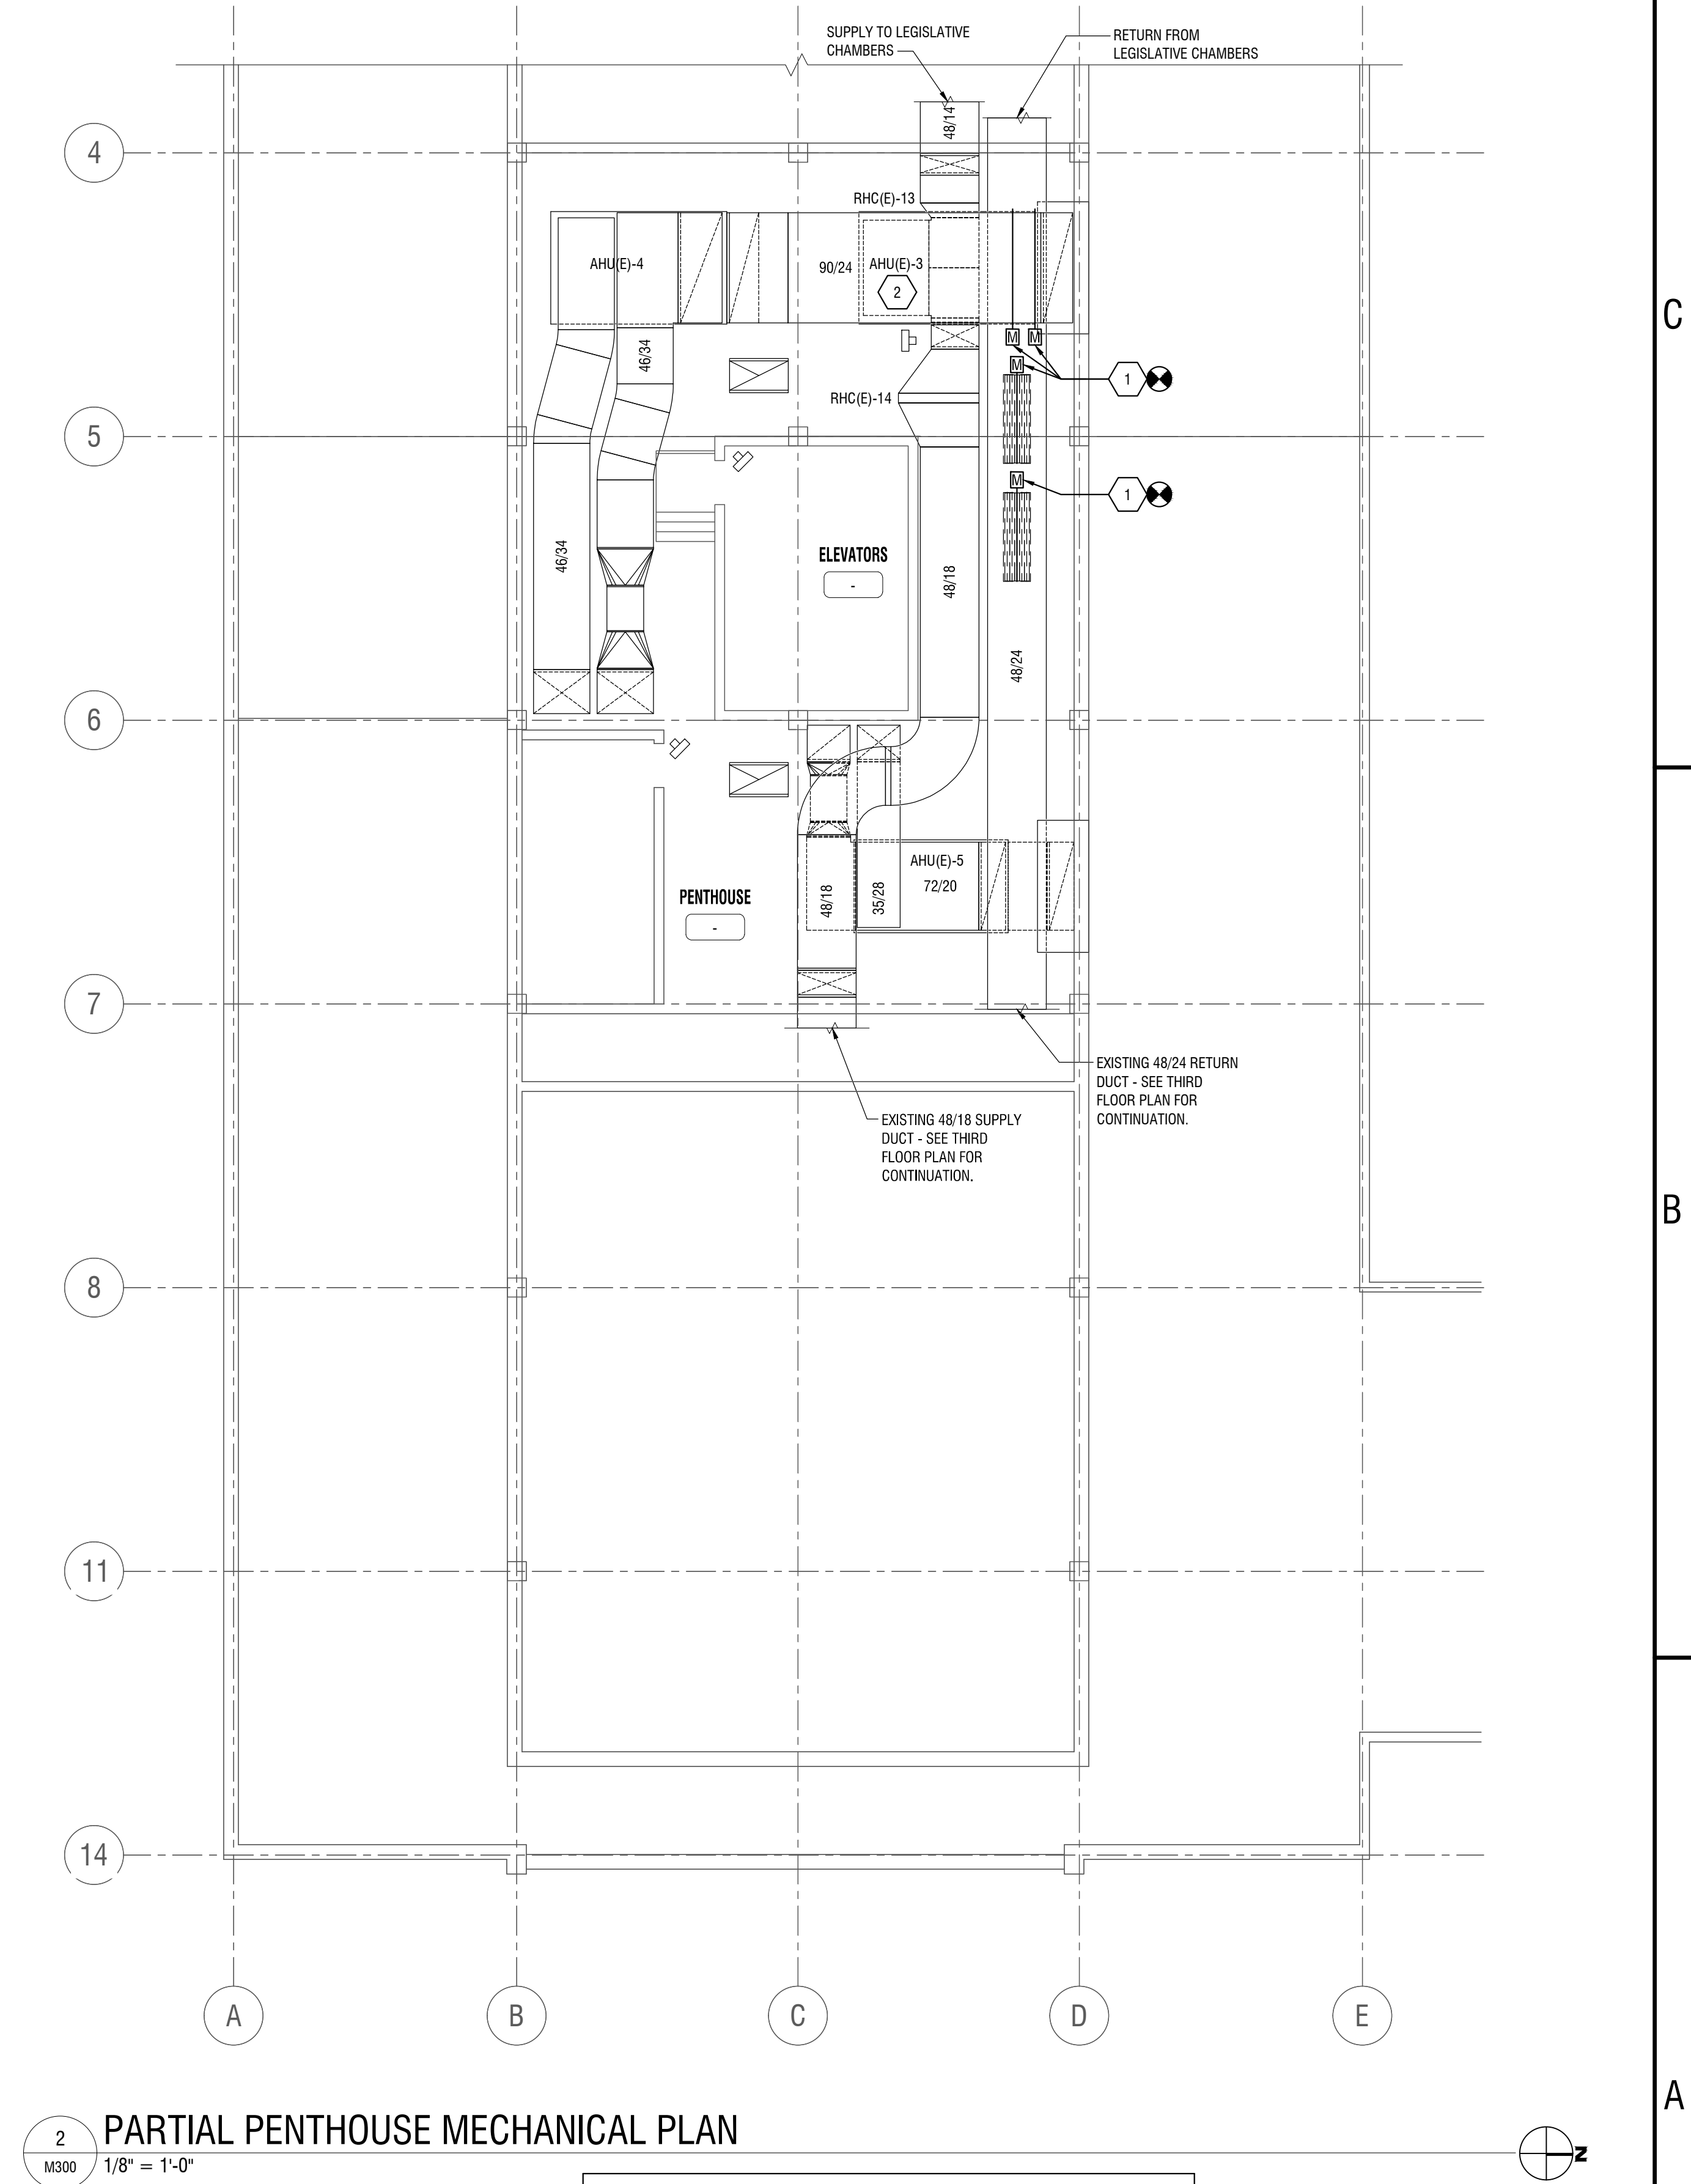 SUPPLY TO LEGISLATIVE
CHAMBERS
RETURN FROM
LEGISLATIVE CHAMBERS
48/14
4
RHC(E)-13
AHU(E)-4
90/24
AHU(E)-3
2
C
M
M
46/34
M
1
RHC(E)-14
5
M
1
46/34
ELEVATORS
-
48/18
48/24
6
AHU(E)-5
72/20
48/18
35/28
PENTHOUSE
-
7
EXISTING 48/24 RETURN
DUCT - SEE THIRD
FLOOR PLAN FOR
CONTINUATION.
EXISTING 48/18 SUPPLY
DUCT - SEE THIRD
FLOOR PLAN FOR
CONTINUATION.
B
8
11
14
A
B
C
D
E
A
2
M300
PARTIAL PENTHOUSE MECHANICAL PLAN
1/8" = 1'-0"
N